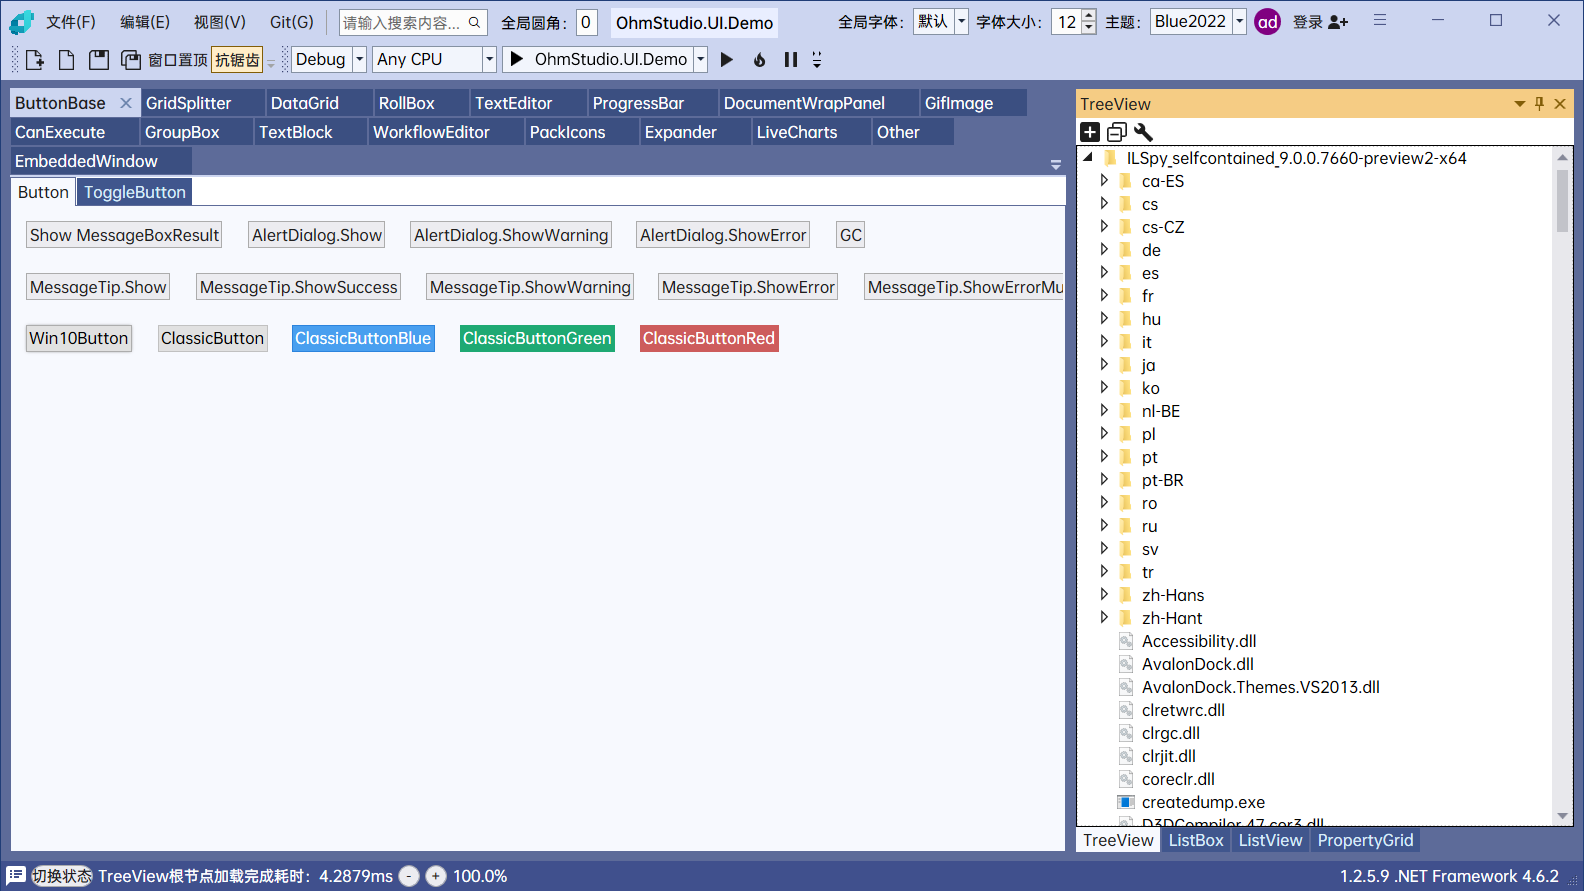 文件(F) 编辑(E) 视图(V) Git(G) 请输入搜索内容... 全局圆角: 0 OhmStudio.UI.Demo 全局字体: 默认 字体大小: 12 主题: Blue2022 ad 登录
窗口置顶 抗锯齿 Debug Any CPU OhmStudio.UI.Demo
ButtonBase GridSplitter DataGrid RollBox TextEditor ProgressBar DocumentWrapPanel GifImage
CanExecute GroupBox TextBlock WorkflowEditor PackIcons Expander LiveCharts Other
EmbeddedWindow
Button ToggleButton
Show MessageBoxResult AlertDialog.Show AlertDialog.ShowWarning AlertDialog.ShowError GC
MessageTip.Show MessageTip.ShowSuccess MessageTip.ShowWarning MessageTip.ShowError MessageTip.ShowErrorMu
Win10Button ClassicButton ClassicButtonBlue ClassicButtonGreen ClassicButtonRed
TreeView
ILSpy_selfcontained_9.0.0.7660-preview2-x64
ca-ES
cs
cs-CZ
de
es
fr
hu
it
ja
ko
nl-BE
pl
pt
pt-BR
ro
ru
sv
tr
zh-Hans
zh-Hant
Accessibility.dll
AvalonDock.dll
AvalonDock.Themes.VS2013.dll
clretwrc.dll
clrgc.dll
clrjit.dll
coreclr.dll
createdump.exe
D3DCompiler_47_cor3.dll
TreeView ListBox ListView PropertyGrid
切换状态 TreeView根节点加载完成耗时: 4.2879ms - + 100.0% 1.2.5.9 .NET Framework 4.6.2